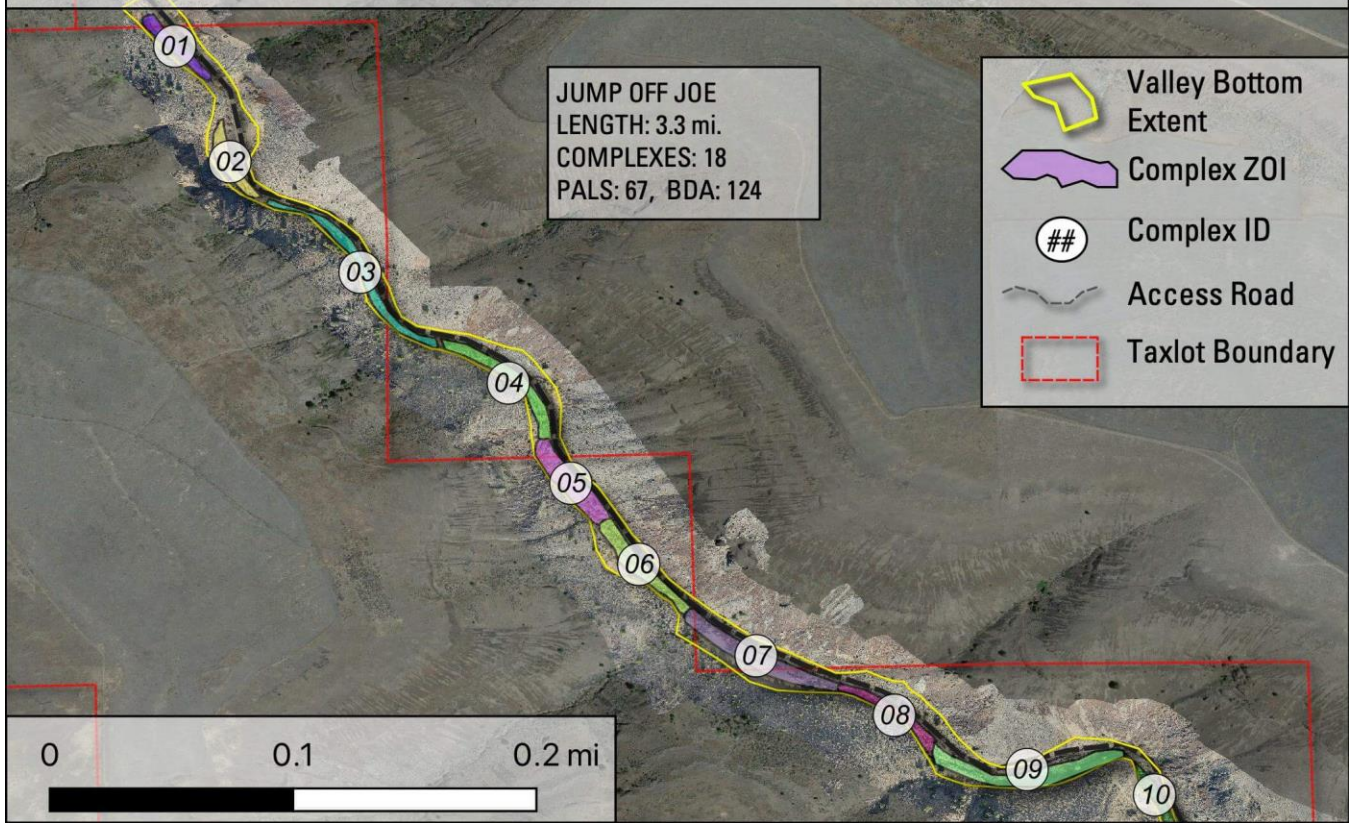 01
02
03
04
05
06
07
08
09
10
JUMP OFF JOE
LENGTH: 3.3 mi.
COMPLEXES: 18
PALS: 67, BDA: 124
Valley Bottom
Extent
Complex ZOI
##
Complex ID
Access Road
Taxlot Boundary
0 0.1 0.2 mi